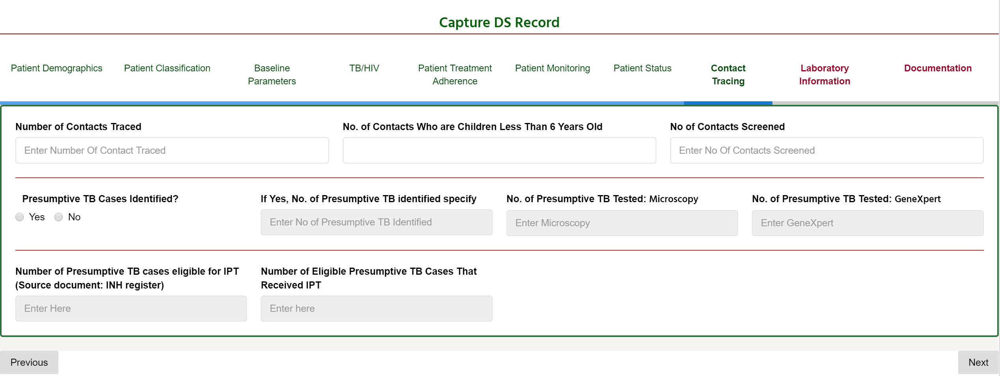 Capture DS Record
Patient Demographics
Patient Classification
Baseline
Parameters
TB/HIV
Patient Treatment
Adherence
Patient Monitoring
Patient Status
Contact
Tracing
Laboratory
Information
Documentation
Number of Contacts Traced
Enter Number Of Contact Traced
No. of Contacts Who are Children Less Than 6 Years Old
No of Contacts Screened
Enter No Of Contacts Screened
Presumptive TB Cases Identified?
Yes No
If Yes, No. of Presumptive TB identified specify
Enter No of Presumptive TB Identified
No. of Presumptive TB Tested: Microscopy
Enter Microscopy
No. of Presumptive TB Tested: GeneXpert
Enter GeneXpert
Number of Presumptive TB cases eligible for IPT
(Source document: INH register)
Enter Here
Number of Eligible Presumptive TB Cases That
Received IPT
Enter here
Previous
Next